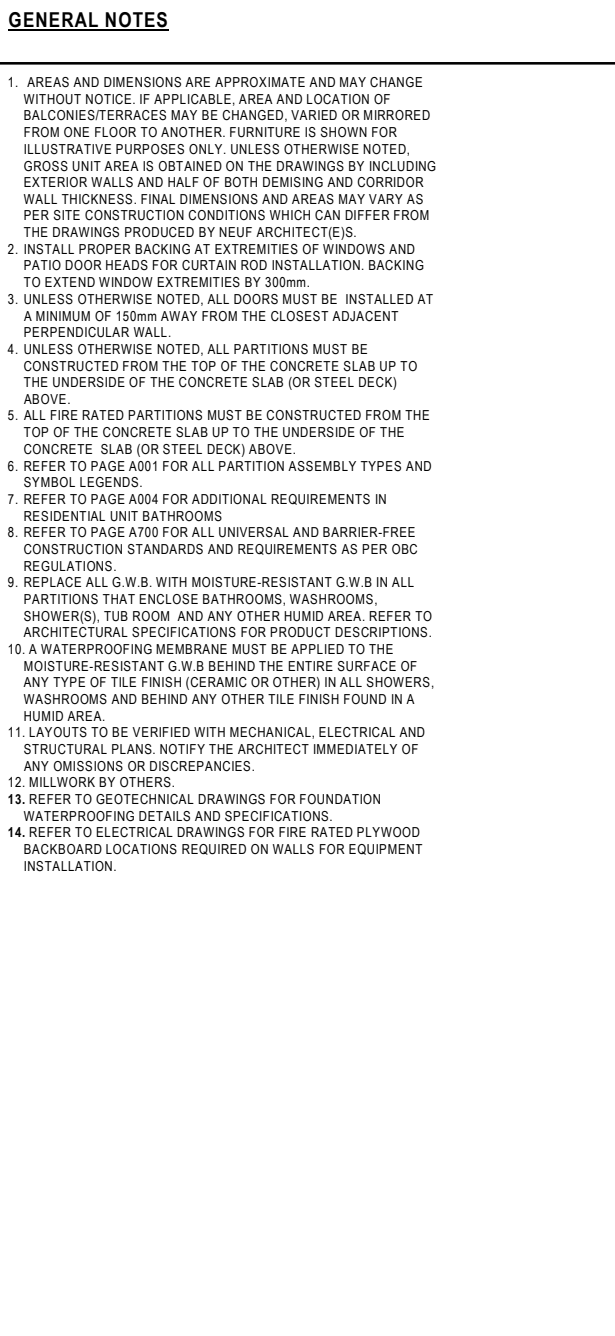 GENERAL NOTES
1. AREAS AND DIMENSIONS ARE APPROXIMATE AND MAY CHANGE
WITHOUT NOTICE. IF APPLICABLE, AREA AND LOCATION OF
BALCONIES/TERRACES MAY BE CHANGED, VARIED OR MIRRORED
FROM ONE FLOOR TO ANOTHER. FURNITURE IS SHOWN FOR
ILLUSTRATIVE PURPOSES ONLY. UNLESS OTHERWISE NOTED,
GROSS UNIT AREA IS OBTAINED ON THE DRAWINGS BY INCLUDING
EXTERIOR WALLS AND HALF OF BOTH DEMISING AND CORRIDOR
WALL THICKNESS. FINAL DIMENSIONS AND AREAS MAY VARY AS
PER SITE CONSTRUCTION CONDITIONS WHICH CAN DIFFER FROM
THE DRAWINGS PRODUCED BY NEUF ARCHITECT(E)S.
2. INSTALL PROPER BACKING AT EXTREMITIES OF WINDOWS AND
PATIO DOOR HEADS FOR CURTAIN ROD INSTALLATION. BACKING
TO EXTEND WINDOW EXTREMITIES BY 300mm.
3. UNLESS OTHERWISE NOTED, ALL DOORS MUST BE INSTALLED AT
A MINIMUM OF 150mm AWAY FROM THE CLOSEST ADJACENT
PERPENDICULAR WALL.
4. UNLESS OTHERWISE NOTED, ALL PARTITIONS MUST BE
CONSTRUCTED FROM THE TOP OF THE CONCRETE SLAB UP TO
THE UNDERSIDE OF THE CONCRETE SLAB (OR STEEL DECK)
ABOVE.
5. ALL FIRE RATED PARTITIONS MUST BE CONSTRUCTED FROM THE
TOP OF THE CONCRETE SLAB UP TO THE UNDERSIDE OF THE
CONCRETE SLAB (OR STEEL DECK) ABOVE.
6. REFER TO PAGE A001 FOR ALL PARTITION ASSEMBLY TYPES AND
SYMBOL LEGENDS.
7. REFER TO PAGE A004 FOR ADDITIONAL REQUIREMENTS IN
RESIDENTIAL UNIT BATHROOMS
8. REFER TO PAGE A700 FOR ALL UNIVERSAL AND BARRIER-FREE
CONSTRUCTION STANDARDS AND REQUIREMENTS AS PER OBC
REGULATIONS.
9. REPLACE ALL G.W.B. WITH MOISTURE-RESISTANT G.W.B IN ALL
PARTITIONS THAT ENCLOSE BATHROOMS, WASHROOMS,
SHOWER(S), TUB ROOM AND ANY OTHER HUMID AREA. REFER TO
ARCHITECTURAL SPECIFICATIONS FOR PRODUCT DESCRIPTIONS.
10. A WATERPROOFING MEMBRANE MUST BE APPLIED TO THE
MOISTURE-RESISTANT G.W.B BEHIND THE ENTIRE SURFACE OF
ANY TYPE OF TILE FINISH (CERAMIC OR OTHER) IN ALL SHOWERS,
WASHROOMS AND BEHIND ANY OTHER TILE FINISH FOUND IN A
HUMID AREA.
11. LAYOUTS TO BE VERIFIED WITH MECHANICAL, ELECTRICAL AND
STRUCTURAL PLANS. NOTIFY THE ARCHITECT IMMEDIATELY OF
ANY OMISSIONS OR DISCREPANCIES.
12. MILLWORK BY OTHERS.
13. REFER TO GEOTECHNICAL DRAWINGS FOR FOUNDATION
WATERPROOFING DETAILS AND SPECIFICATIONS.
14. REFER TO ELECTRICAL DRAWINGS FOR FIRE RATED PLYWOOD
BACKBOARD LOCATIONS REQUIRED ON WALLS FOR EQUIPMENT
INSTALLATION.